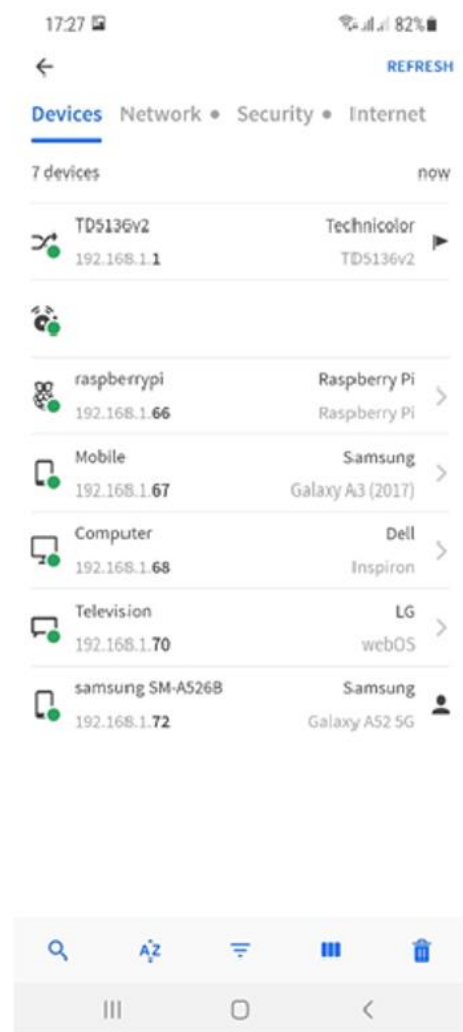 17:27 82%
REFRESH
Devices Network Security Internet
7 devices now
TD5136v2 Technicolor
192.168.1.1 TD5136v2
raspberrypi Raspberry Pi
192.168.1.66 Raspberry Pi
Mobile Samsung
192.168.1.67 Galaxy A3 (2017)
Computer Dell
192.168.1.68 Inspiron
Television LG
192.168.1.70 webOS
samsung SM-A526B Samsung
192.168.1.72 Galaxy A52 5G
AZ